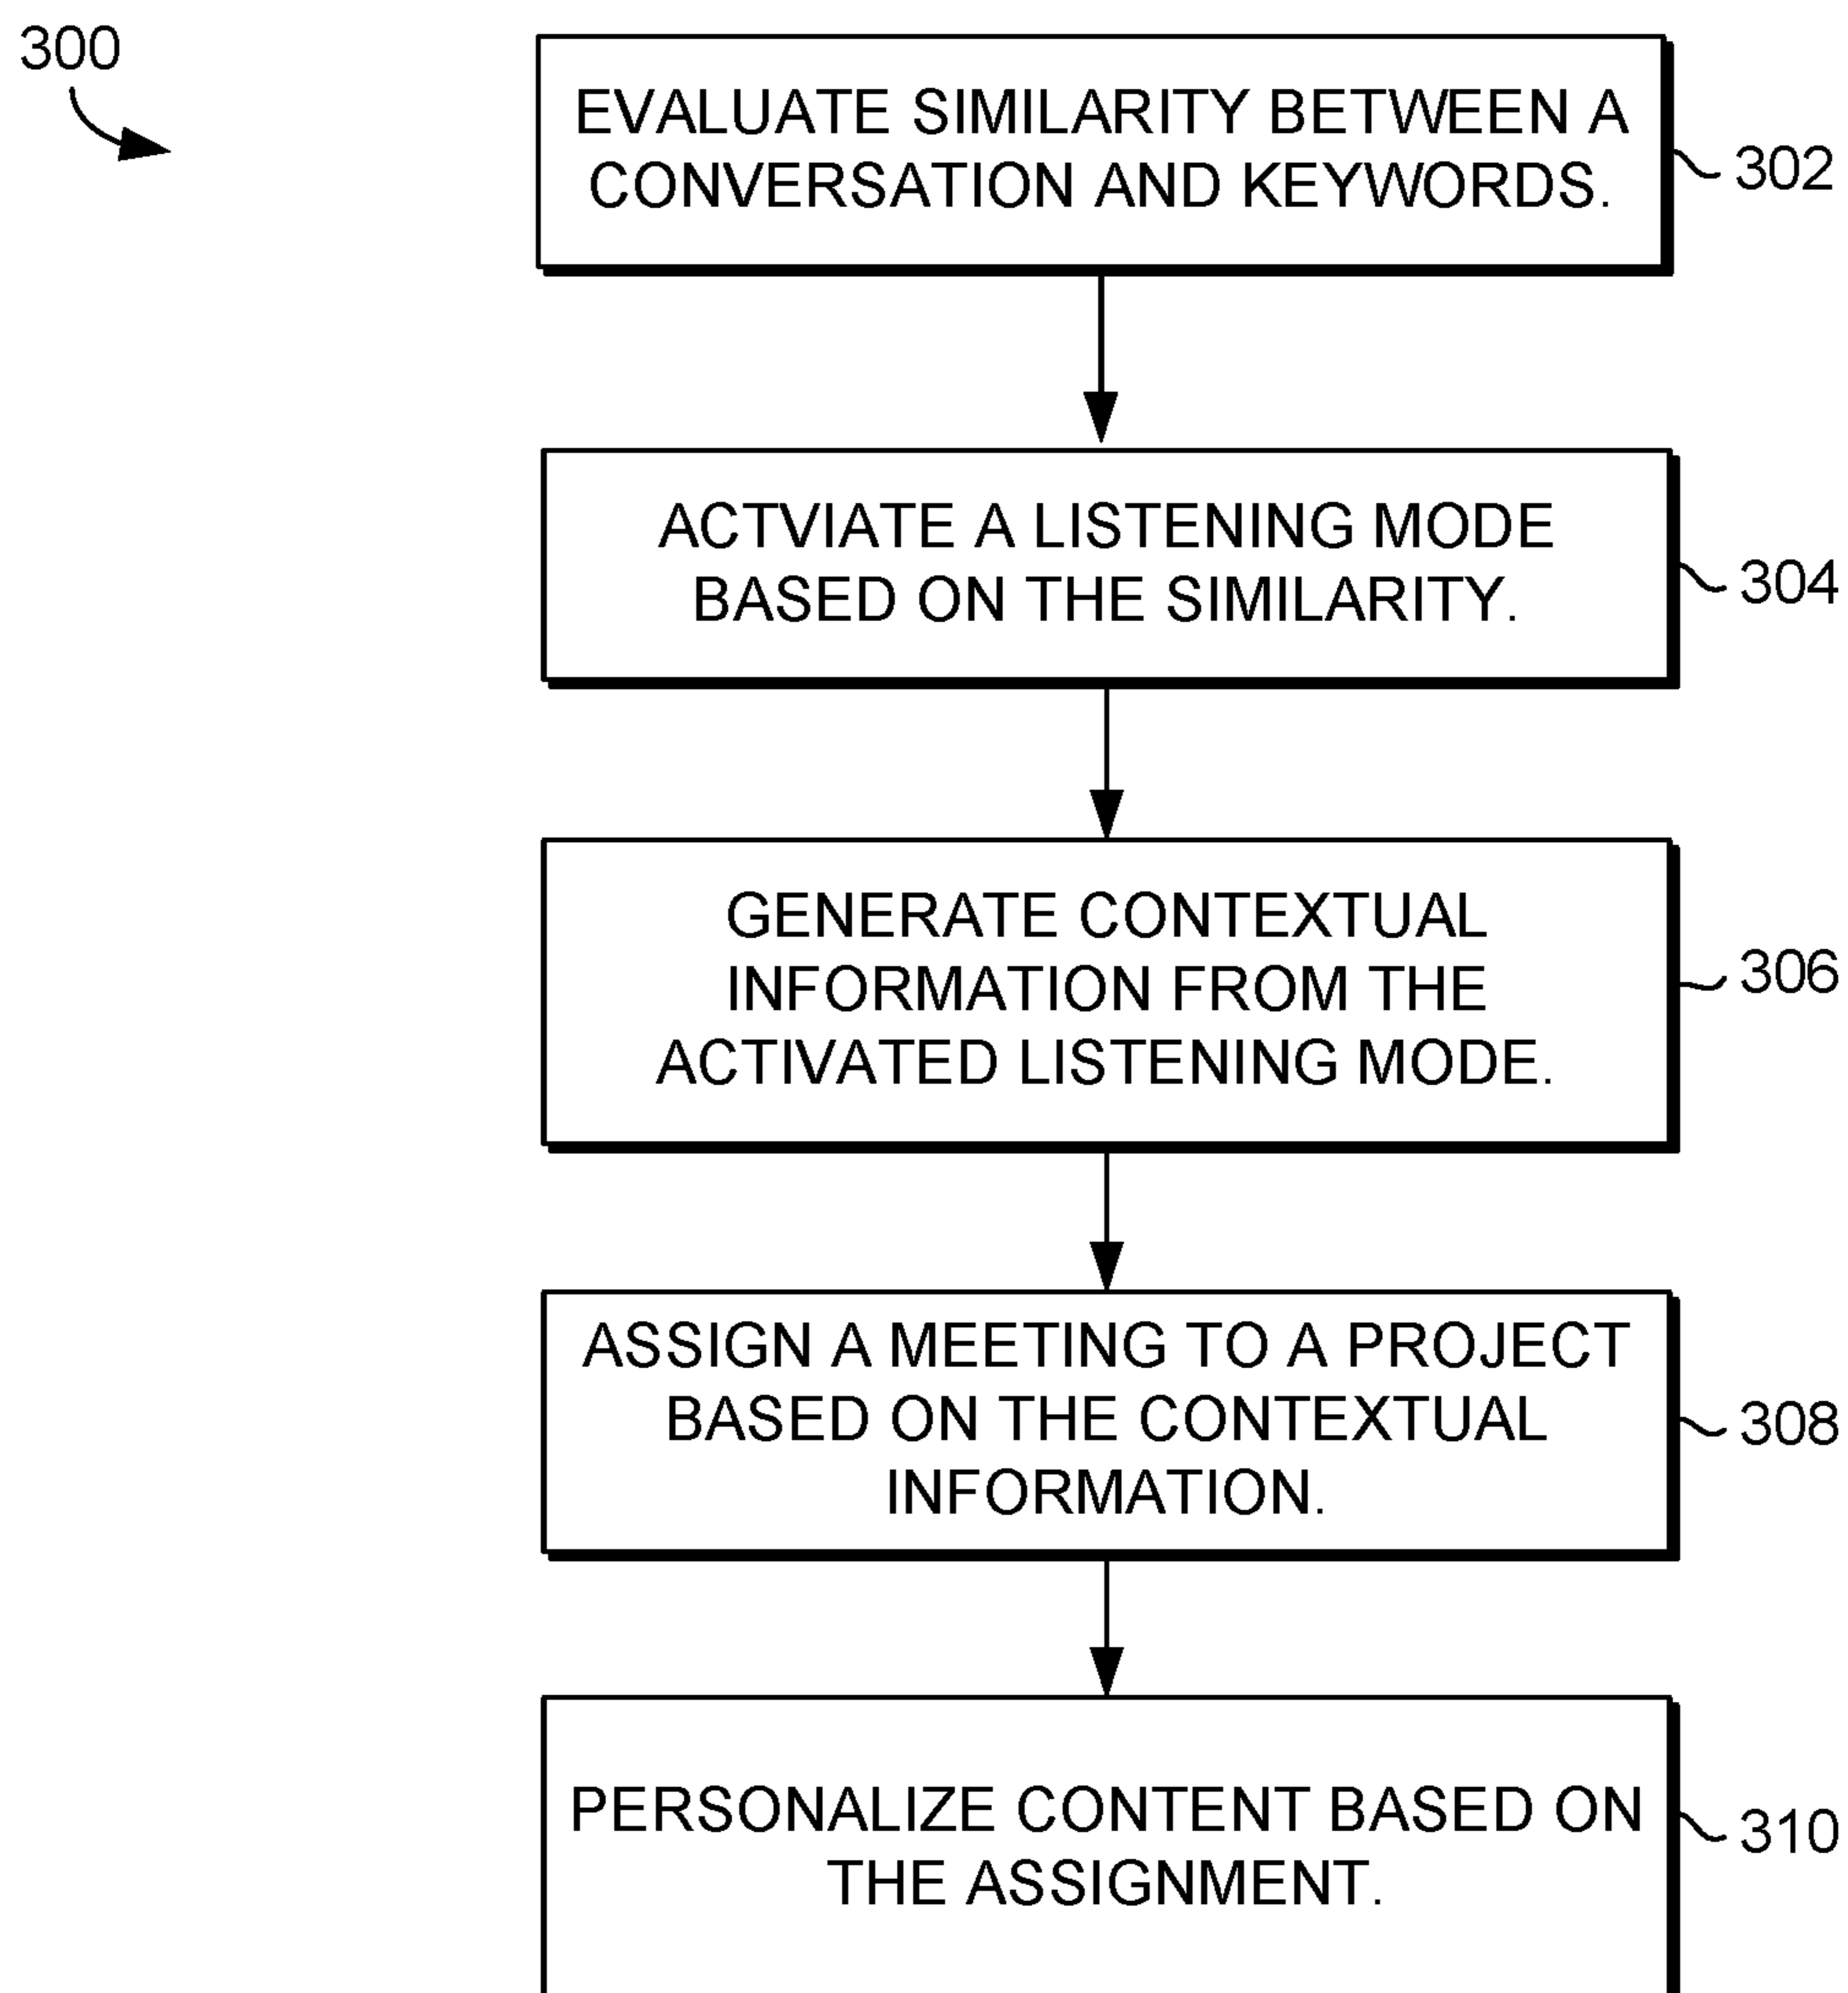 300
EVALUATE SIMILARITY BETWEEN A
CONVERSATION AND KEYWORDS.
302
ACTVIATE A LISTENING MODE
BASED ON THE SIMILARITY.
304
GENERATE CONTEXTUAL
INFORMATION FROM THE
ACTIVATED LISTENING MODE.
306
ASSIGN A MEETING TO A PROJECT
BASED ON THE CONTEXTUAL
INFORMATION.
308
PERSONALIZE CONTENT BASED ON
THE ASSIGNMENT.
310